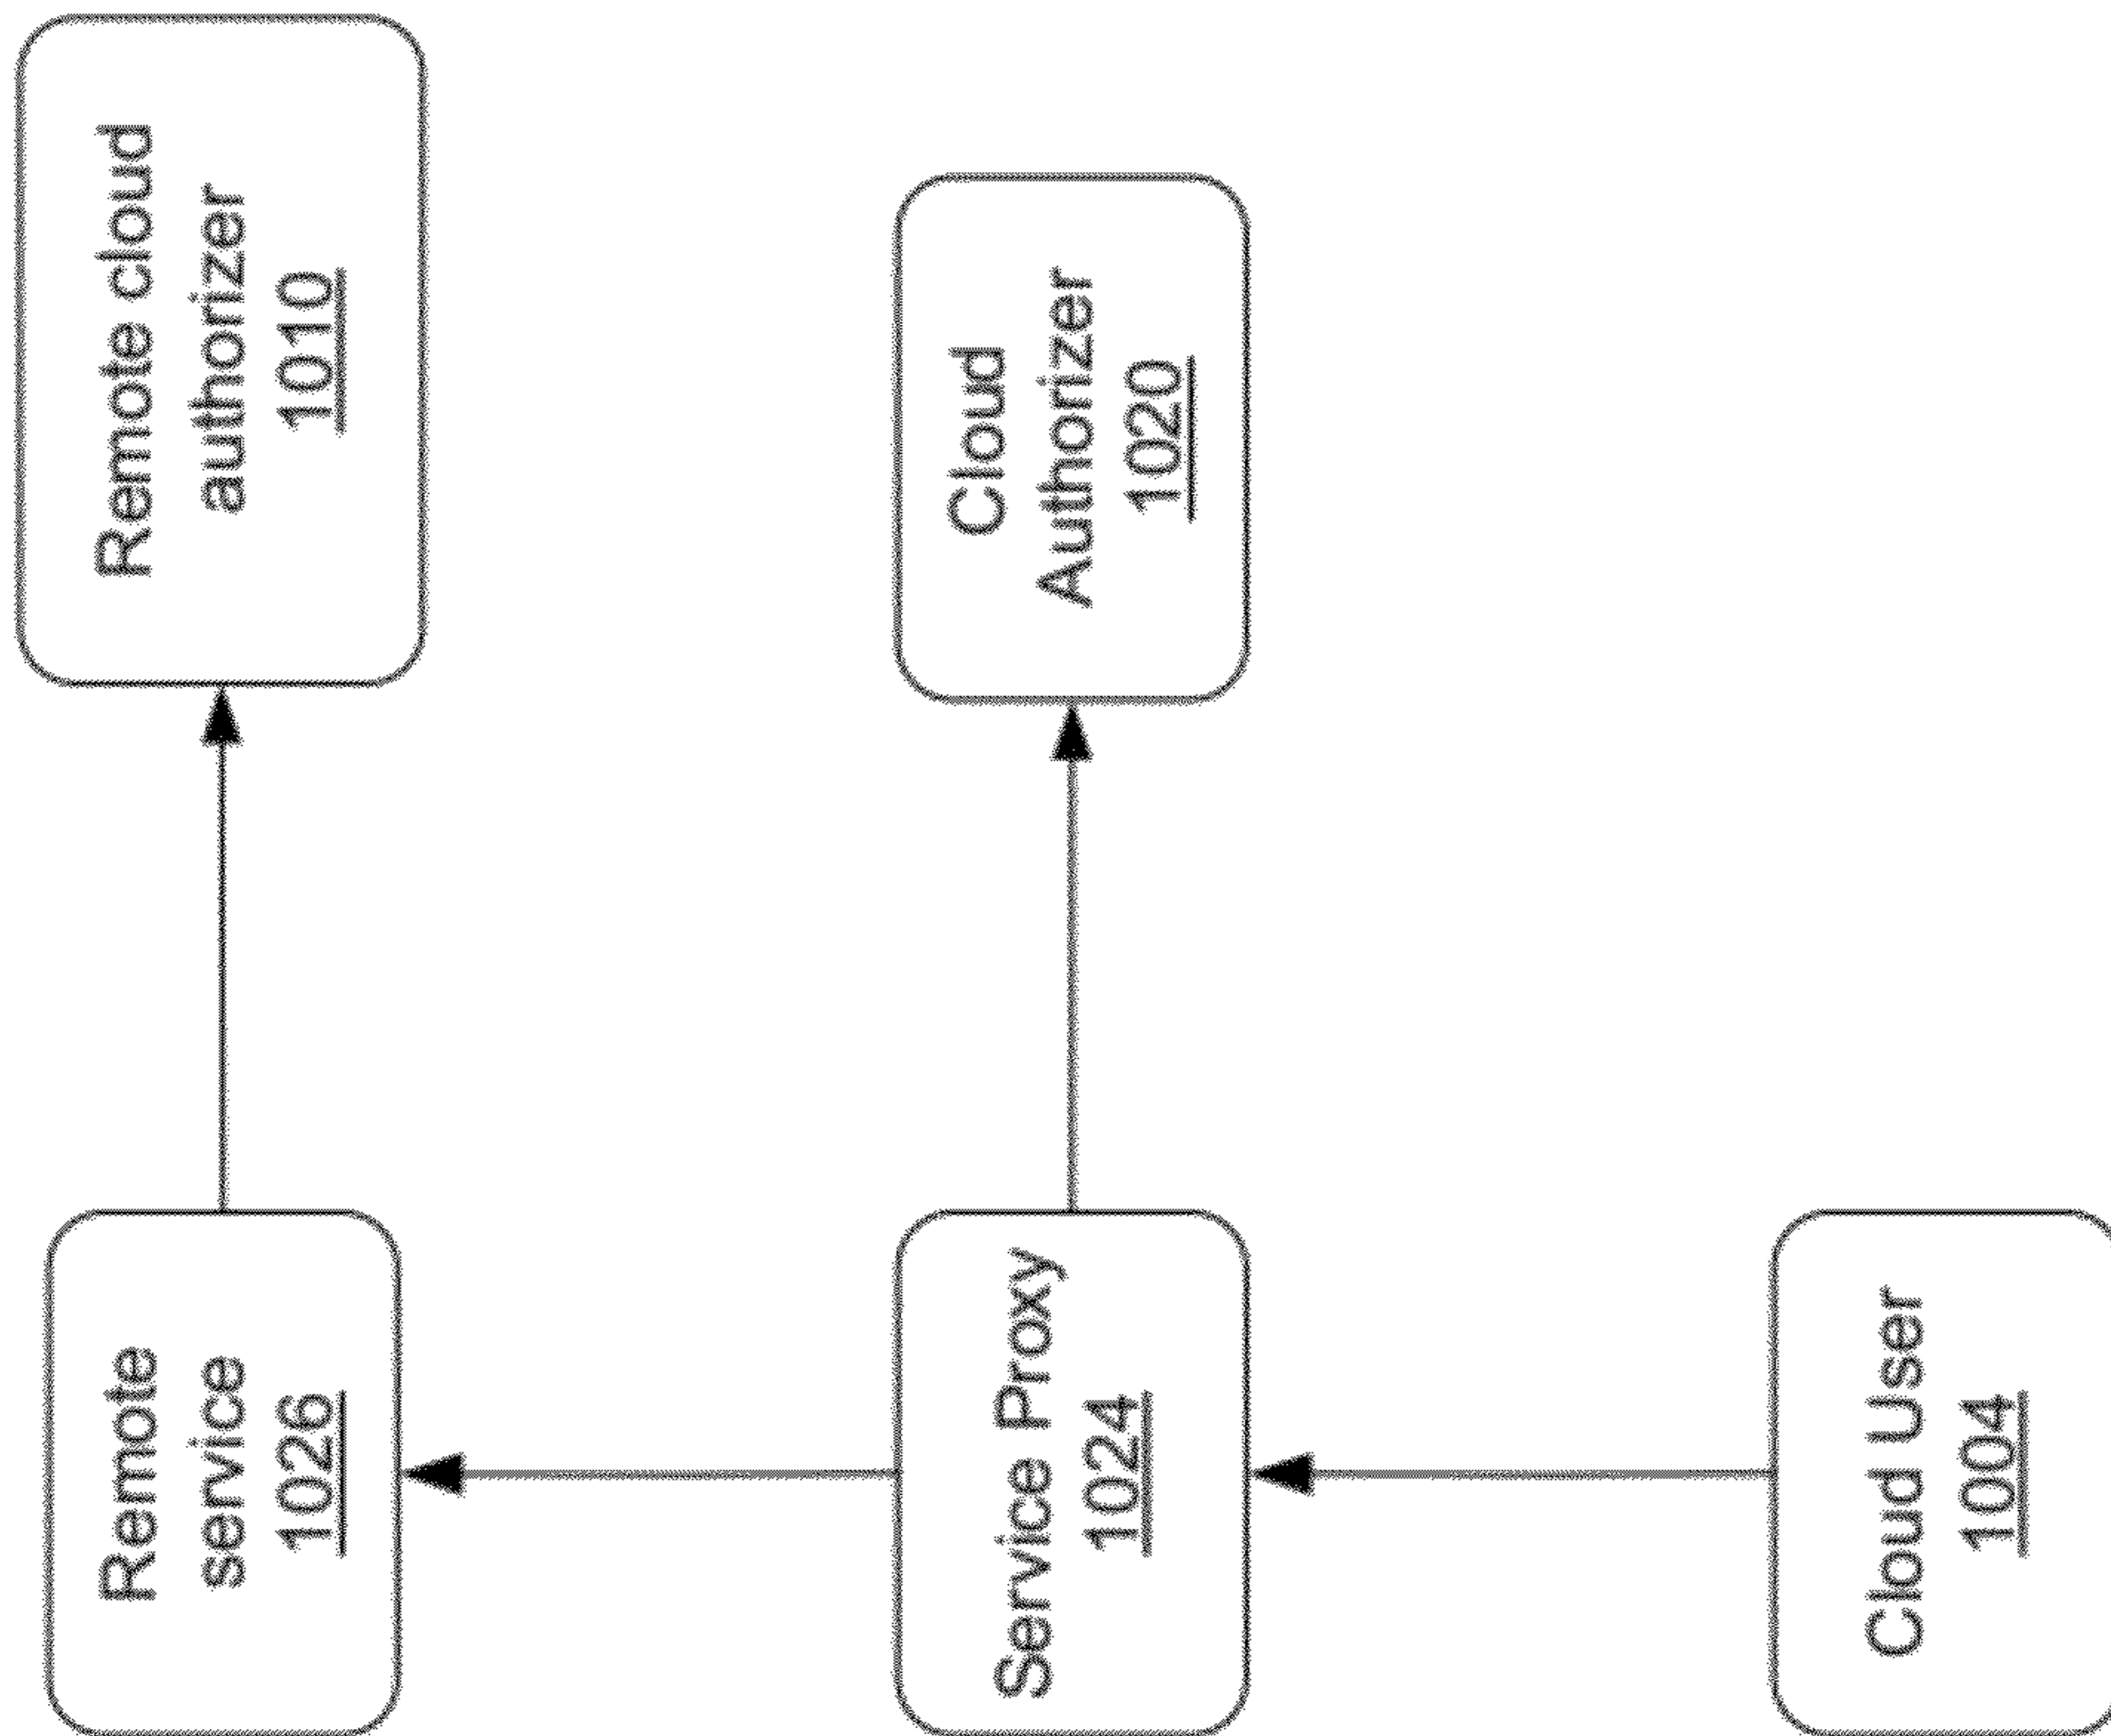 Remote cloud
authorizer
1010
Remote
service
1026
Cloud
Authorizer
1020
Service Proxy
1024
Cloud User
1004